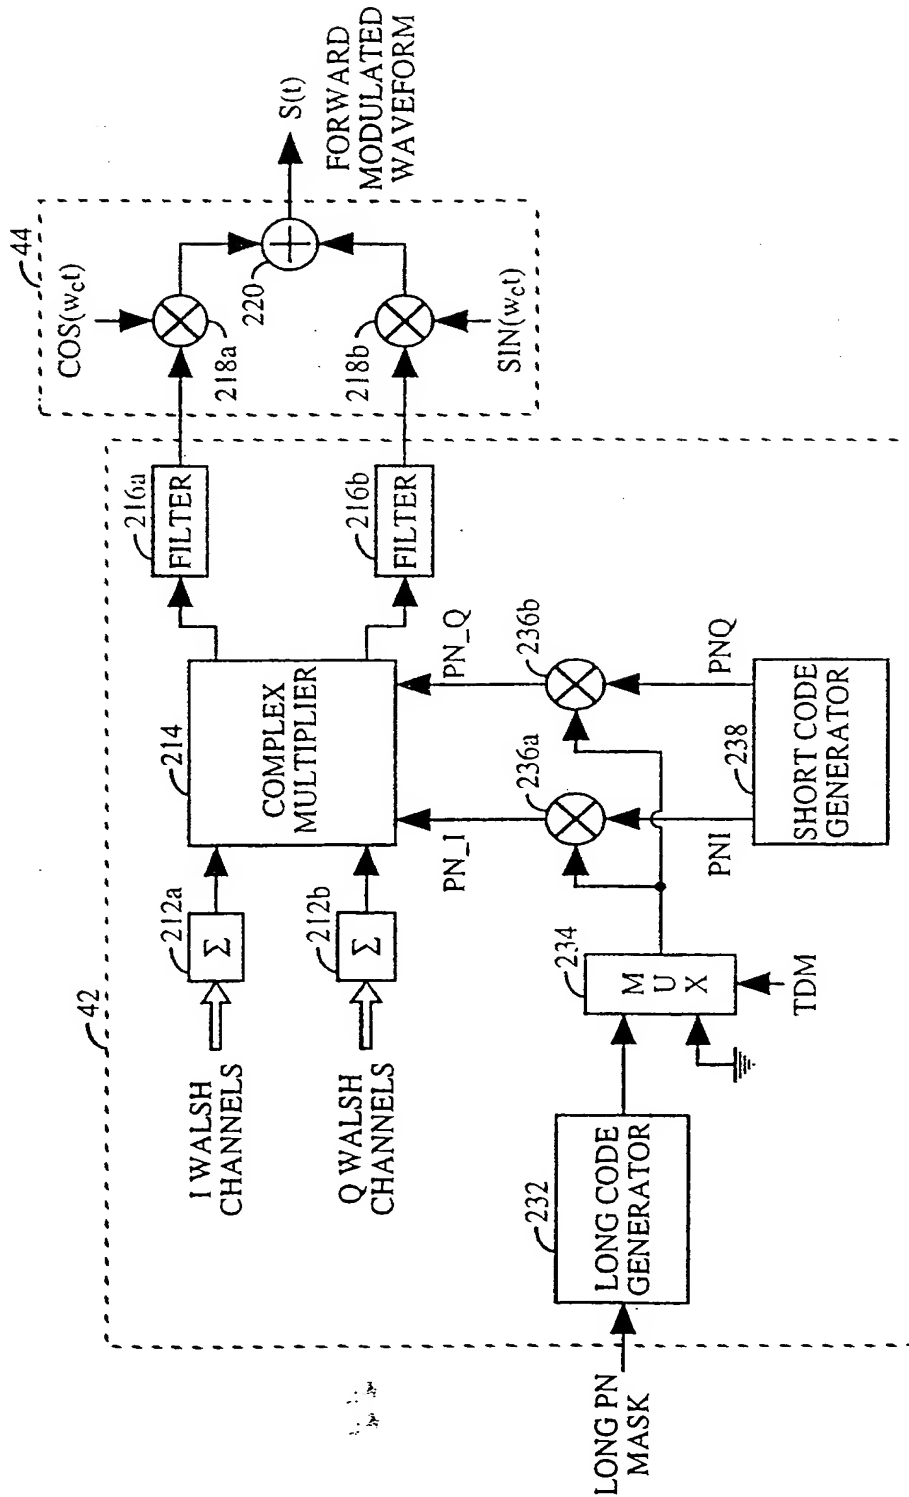 42
44
I WALSH
CHANNELS
212a
Σ
Q WALSH
CHANNELS
212b
Σ
214
COMPLEX
MULTIPLIER
216a
FILTER
216b
FILTER
COS(wct)
218a
218b
SIN(wct)
220
S(t)
FORWARD
MODULATED
WAVEFORM
PN_I
PN_Q
236a
236b
PNI
PNQ
LONG PN
MASK
232
LONG CODE
GENERATOR
234
M
U
X
TDM
238
SHORT CODE
GENERATOR